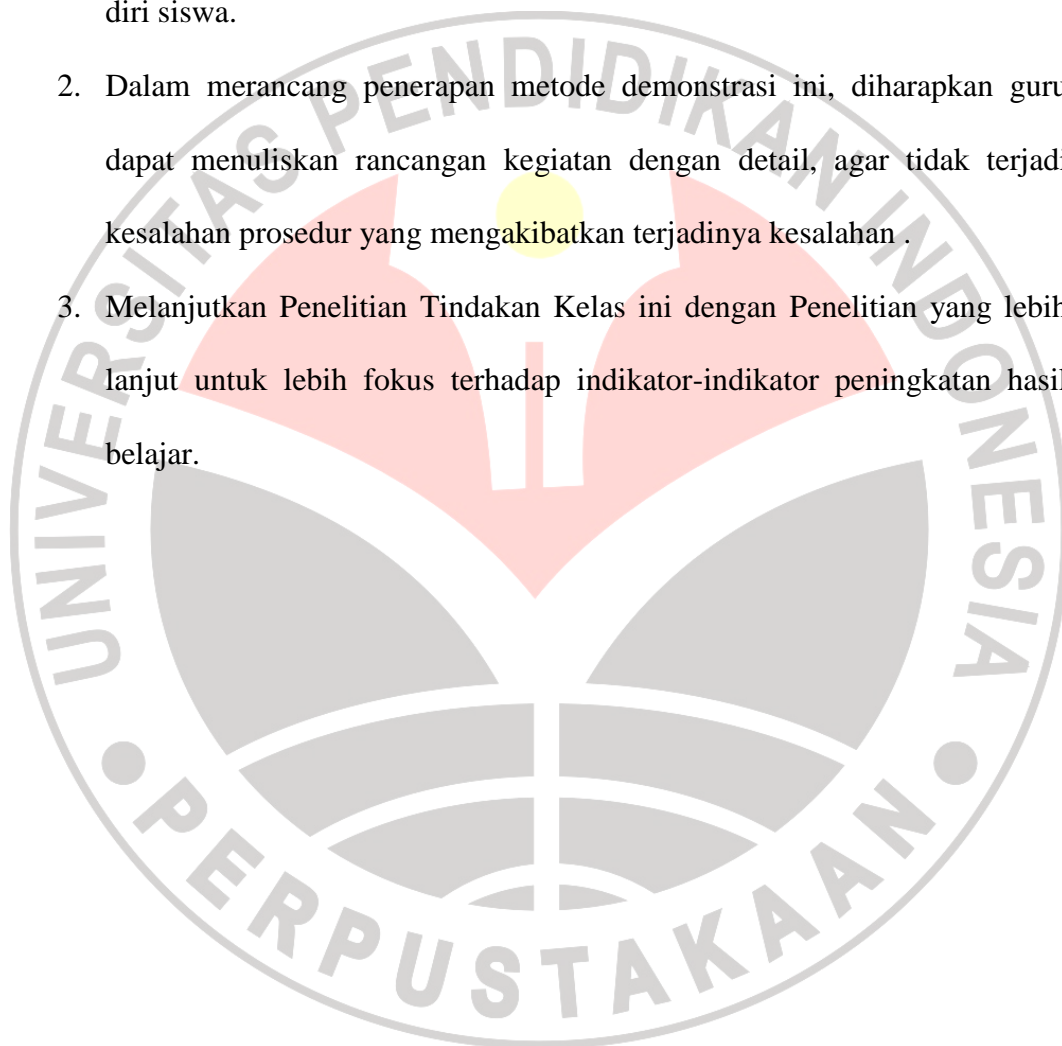 diri siswa.
2. Dalam merancang penerapan metode demonstrasi ini, diharapkan guru
dapat menuliskan rancangan kegiatan dengan detail, agar tidak terjadi
kesalahan prosedur yang mengakibatkan terjadinya kesalahan .
3. Melanjutkan Penelitian Tindakan Kelas ini dengan Penelitian yang lebih
lanjut untuk lebih fokus terhadap indikator-indikator peningkatan hasil
belajar.
UNIVERSITAS PENDIDIKAN INDONESIA
PERPUSTAKAAN